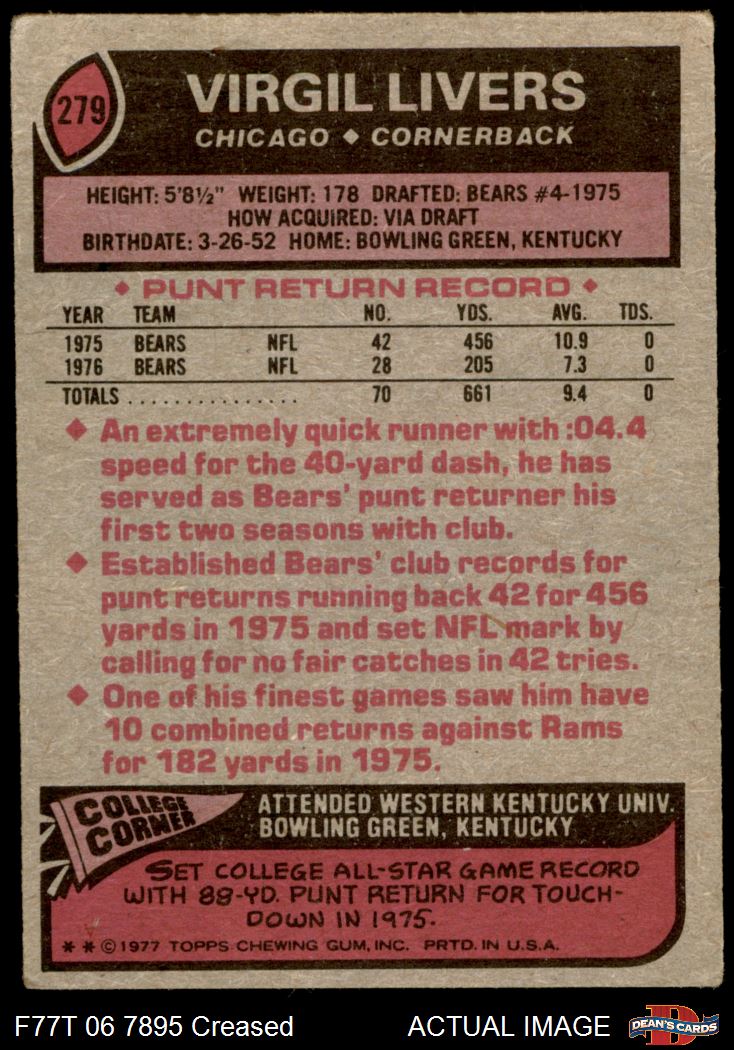 279
VIRGIL LIVERS
CHICAGO ◆ CORNERBACK
HEIGHT: 5'8½" WEIGHT: 178 DRAFTED: BEARS #4-1975
HOW ACQUIRED: VIA DRAFT
BIRTHDATE: 3-26-52 HOME: BOWLING GREEN, KENTUCKY
◆ PUNT RETURN RECORD ◆
YEAR TEAM NO. YDS. AVG. TDS.
1975 BEARS NFL 42 456 10.9 0
1976 BEARS NFL 28 205 7.3 0
TOTALS . . . . . . . . . . . . . . . 70 661 9.4 0
◆ An extremely quick runner with :04.4
speed for the 40-yard dash, he has
served as Bears' punt returner his
first two seasons with club.
◆ Established Bears' club records for
punt returns running back 42 for 456
yards in 1975 and set NFL mark by
calling for no fair catches in 42 tries.
◆ One of his finest games saw him have
10 combined returns against Rams
for 182 yards in 1975.
COLLEGE
CORNER
ATTENDED WESTERN KENTUCKY UNIV.
BOWLING GREEN, KENTUCKY
SET COLLEGE ALL-STAR GAME RECORD
WITH 88-YD. PUNT RETURN FOR TOUCH-
DOWN IN 1975.
* * © 1977 TOPPS CHEWING GUM, INC. PRTD. IN U.S.A.
F77T 06 7895 Creased ACTUAL IMAGE
D
DEAN'S CARDS